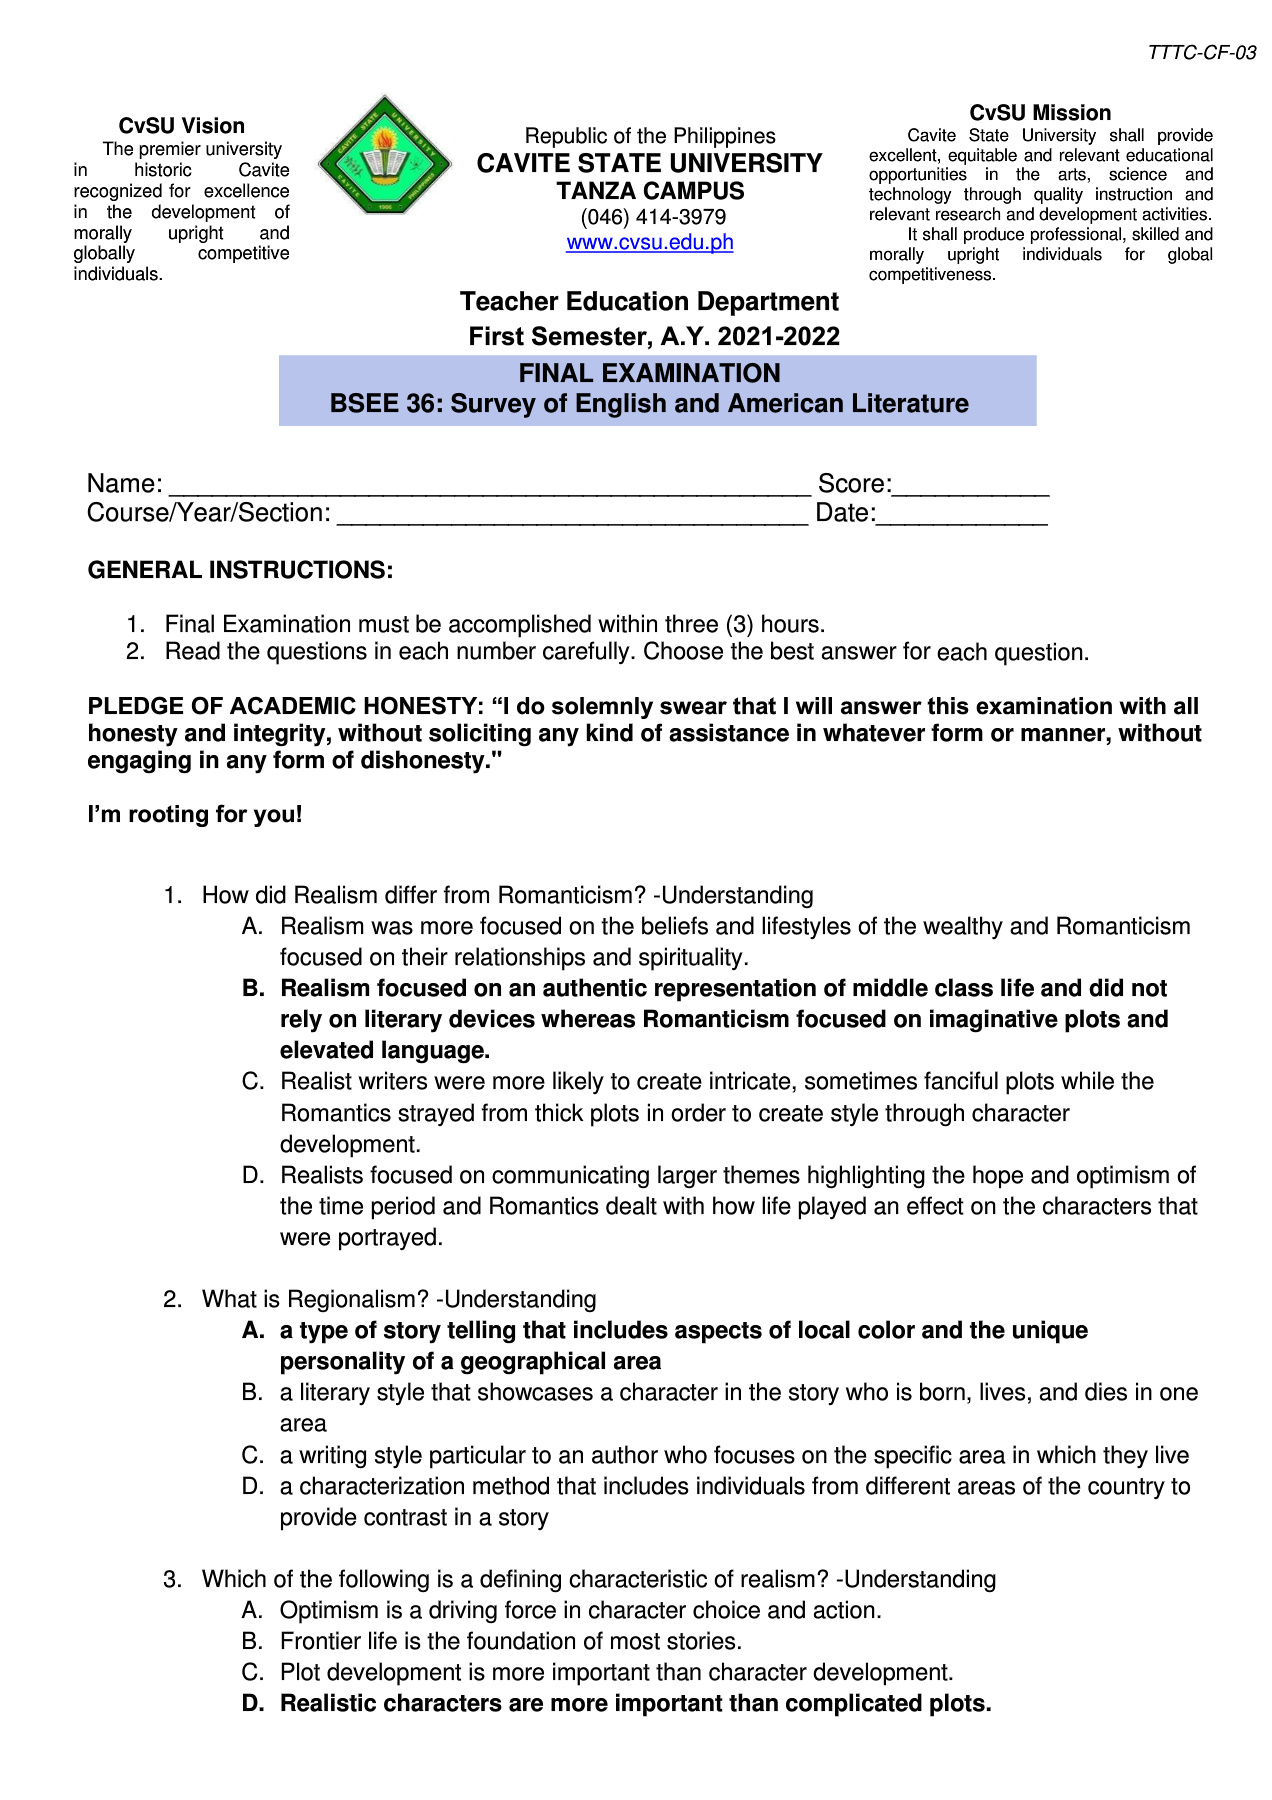 TTTC-CF-03
CvSU Vision
The premier university
in historic Cavite
recognized for excellence
in the development of
morally upright and
globally competitive
individuals.
CAVITE STATE UNIVERSITY
CAVITE PHILIPPINES
1906
Republic of the Philippines
CAVITE STATE UNIVERSITY
TANZA CAMPUS
(046) 414-3979
www.cvsu.edu.ph
CvSU Mission
Cavite State University shall provide
excellent, equitable and relevant educational
opportunities in the arts, science and
technology through quality instruction and
relevant research and development activities.
It shall produce professional, skilled and
morally upright individuals for global
competitiveness.
Teacher Education Department
First Semester, A.Y. 2021-2022
FINAL EXAMINATION
BSEE 36: Survey of English and American Literature
Name: ______________________________________________ Score:___________
Course/Year/Section: _________________________________ Date:____________
GENERAL INSTRUCTIONS:
1. Final Examination must be accomplished within three (3) hours.
2. Read the questions in each number carefully. Choose the best answer for each question.
PLEDGE OF ACADEMIC HONESTY: “I do solemnly swear that I will answer this examination with all
honesty and integrity, without soliciting any kind of assistance in whatever form or manner, without
engaging in any form of dishonesty."
I’m rooting for you!
1. How did Realism differ from Romanticism? -Understanding
A. Realism was more focused on the beliefs and lifestyles of the wealthy and Romanticism
focused on their relationships and spirituality.
B. Realism focused on an authentic representation of middle class life and did not
rely on literary devices whereas Romanticism focused on imaginative plots and
elevated language.
C. Realist writers were more likely to create intricate, sometimes fanciful plots while the
Romantics strayed from thick plots in order to create style through character
development.
D. Realists focused on communicating larger themes highlighting the hope and optimism of
the time period and Romantics dealt with how life played an effect on the characters that
were portrayed.
2. What is Regionalism? -Understanding
A. a type of story telling that includes aspects of local color and the unique
personality of a geographical area
B. a literary style that showcases a character in the story who is born, lives, and dies in one
area
C. a writing style particular to an author who focuses on the specific area in which they live
D. a characterization method that includes individuals from different areas of the country to
provide contrast in a story
3. Which of the following is a defining characteristic of realism? -Understanding
A. Optimism is a driving force in character choice and action.
B. Frontier life is the foundation of most stories.
C. Plot development is more important than character development.
D. Realistic characters are more important than complicated plots.